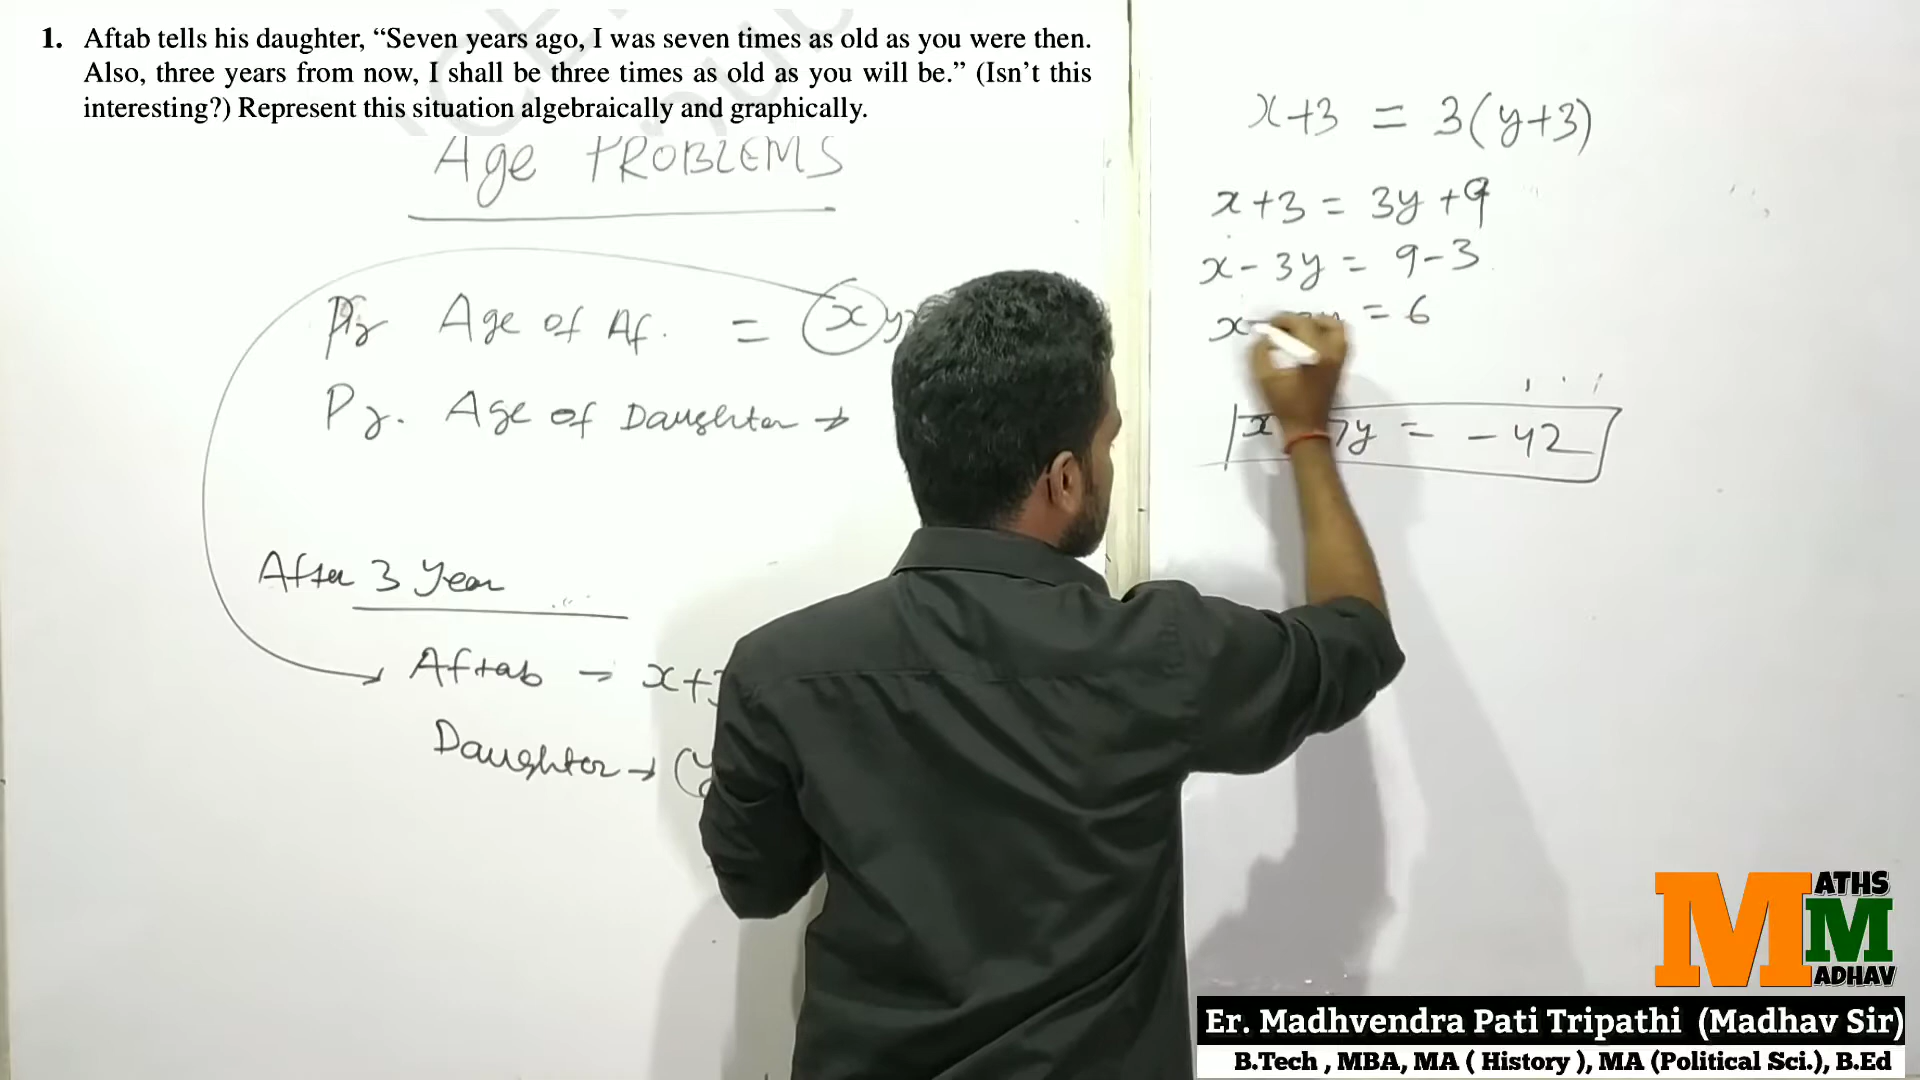 1. Aftab tells his daughter, “Seven years ago, I was seven times as old as you were then.
Also, three years from now, I shall be three times as old as you will be.” (Isn’t this
interesting?) Represent this situation algebraically and graphically.
Age PROBLEMS
Age of Af. = x
Age of Daughter →
After 3 Year
Aftab → x+3
Daughter → (y
x+3 = 3(y+3)
x+3 = 3y+9
x-3y = 9-3
x = 6
x 7y = -42
MATHS
MADHAV
Er. Madhvendra Pati Tripathi (Madhav Sir)
B.Tech , MBA, MA ( History ), MA (Political Sci.), B.Ed